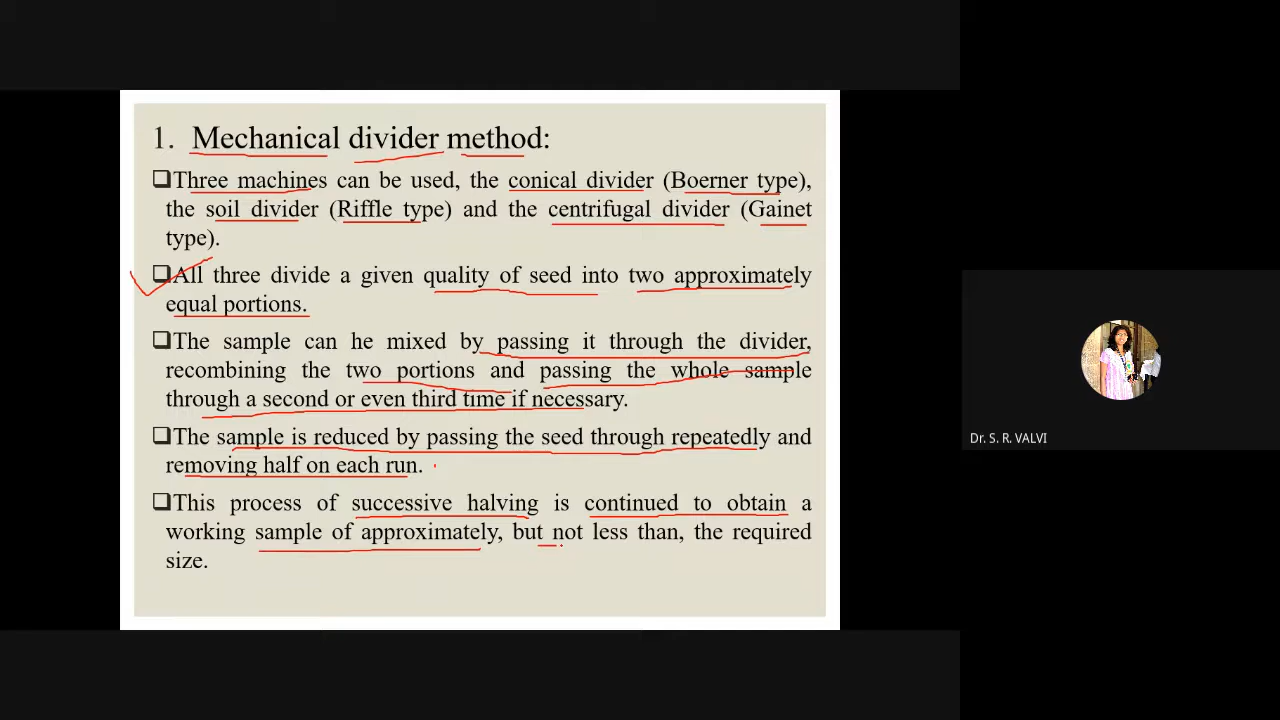 1. Mechanical divider method:
❑Three machines can be used, the conical divider (Boerner type),
the soil divider (Riffle type) and the centrifugal divider (Gainet
type).
❑All three divide a given quality of seed into two approximately
equal portions.
❑The sample can he mixed by passing it through the divider,
recombining the two portions and passing the whole sample
through a second or even third time if necessary.
❑The sample is reduced by passing the seed through repeatedly and
removing half on each run.
❑This process of successive halving is continued to obtain a
working sample of approximately, but not less than, the required
size.
Dr. S. R. VALVI